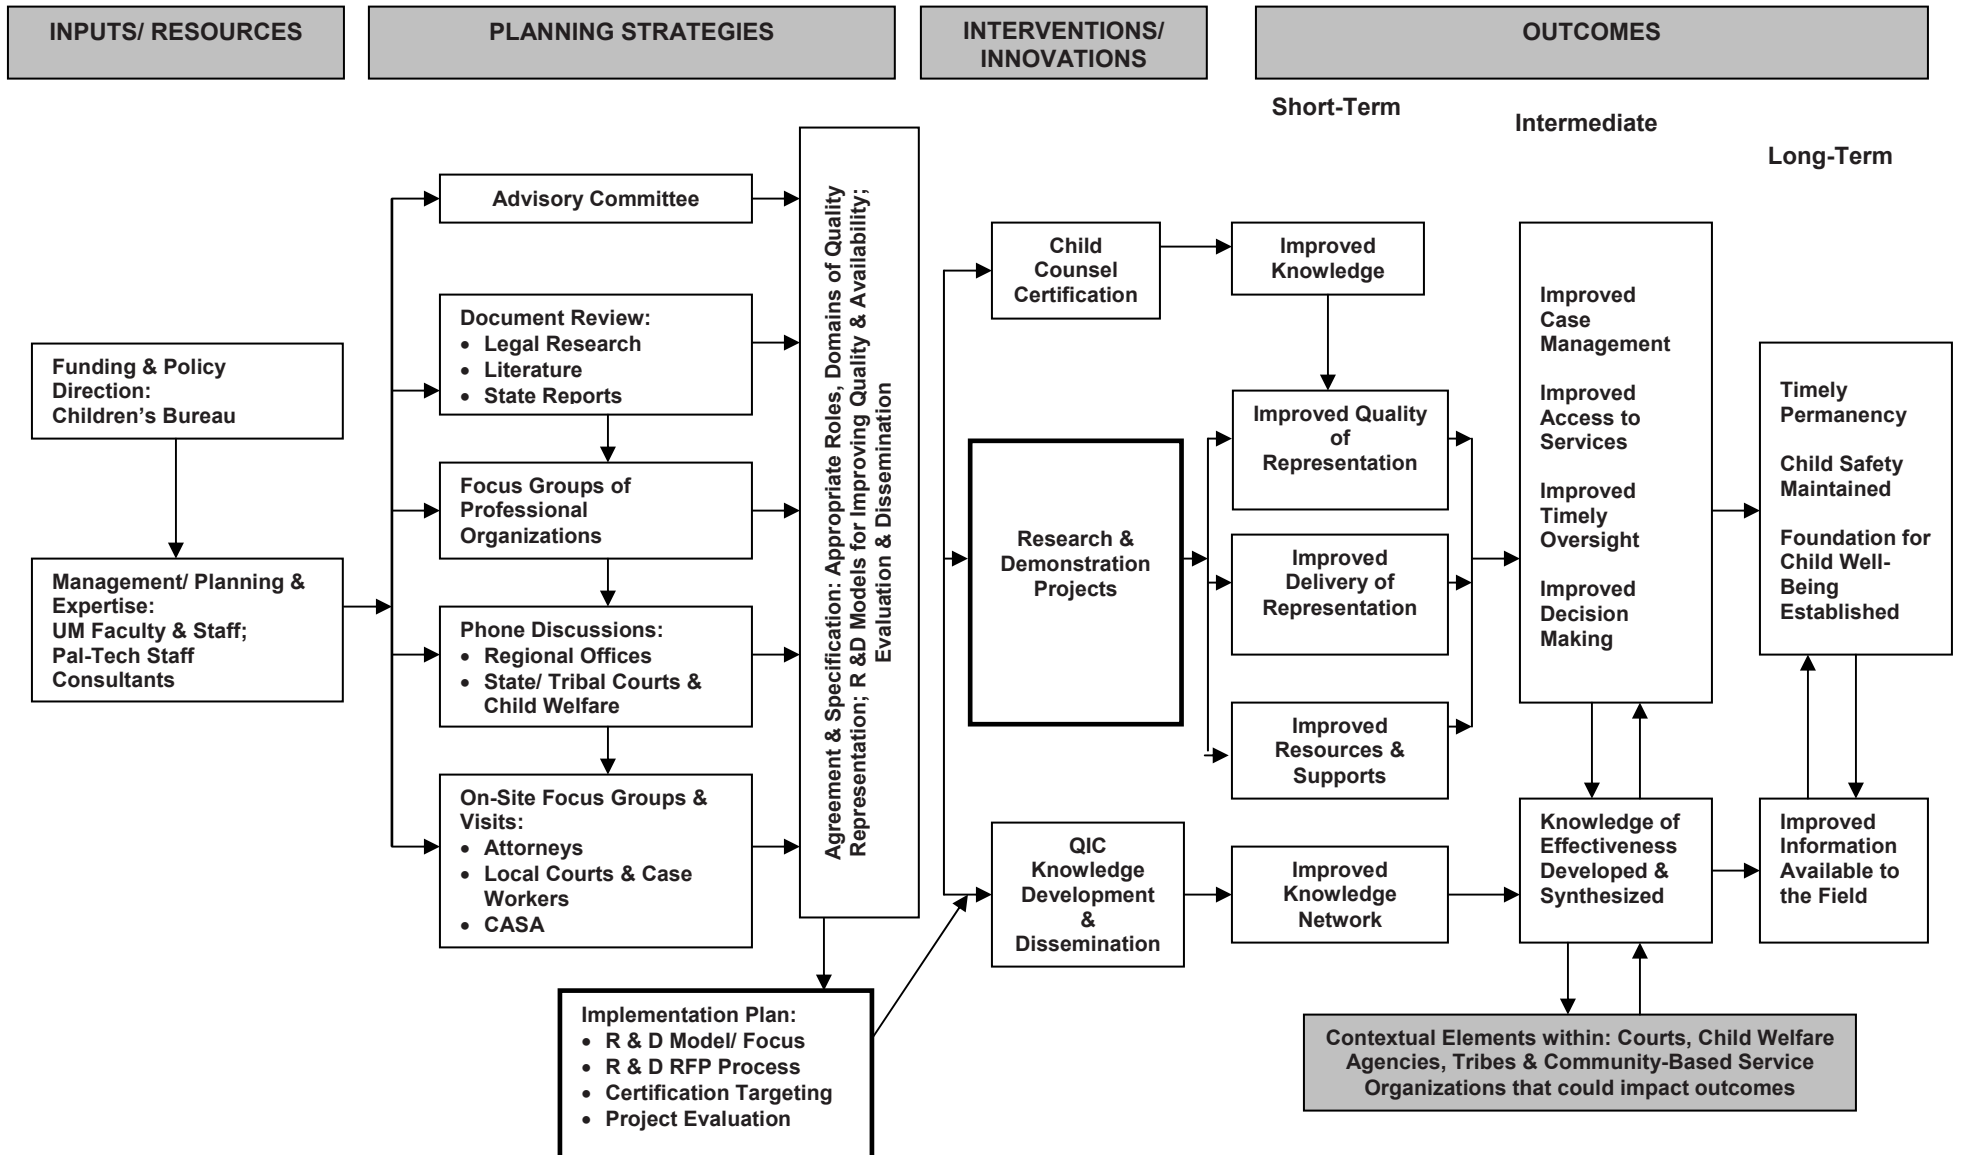 INPUTS/ RESOURCES
PLANNING STRATEGIES
INTERVENTIONS/
INNOVATIONS
OUTCOMES
Short-Term
Intermediate
Long-Term
Funding & Policy
Direction:
Children’s Bureau
Management/ Planning &
Expertise:
UM Faculty & Staff;
Pal-Tech Staff
Consultants
Advisory Committee
Document Review:
• Legal Research
• Literature
• State Reports
Focus Groups of
Professional
Organizations
Phone Discussions:
• Regional Offices
• State/ Tribal Courts &
Child Welfare
On-Site Focus Groups &
Visits:
• Attorneys
• Local Courts & Case
Workers
• CASA
Agreement & Specification: Appropriate Roles, Domains of Quality
Representation; R &D Models for Improving Quality & Availability;
Evaluation & Dissemination
Implementation Plan:
• R & D Model/ Focus
• R & D RFP Process
• Certification Targeting
• Project Evaluation
Child
Counsel
Certification
Research &
Demonstration
Projects
QIC
Knowledge
Development
&
Dissemination
Improved
Knowledge
Improved Quality
of
Representation
Improved
Delivery of
Representation
Improved
Resources &
Supports
Improved
Knowledge
Network
Improved
Case
Management
Improved
Access to
Services
Improved
Timely
Oversight
Improved
Decision
Making
Knowledge of
Effectiveness
Developed &
Synthesized
Timely
Permanency
Child Safety
Maintained
Foundation for
Child Well-
Being
Established
Improved
Information
Available to
the Field
Contextual Elements within: Courts, Child Welfare
Agencies, Tribes & Community-Based Service
Organizations that could impact outcomes